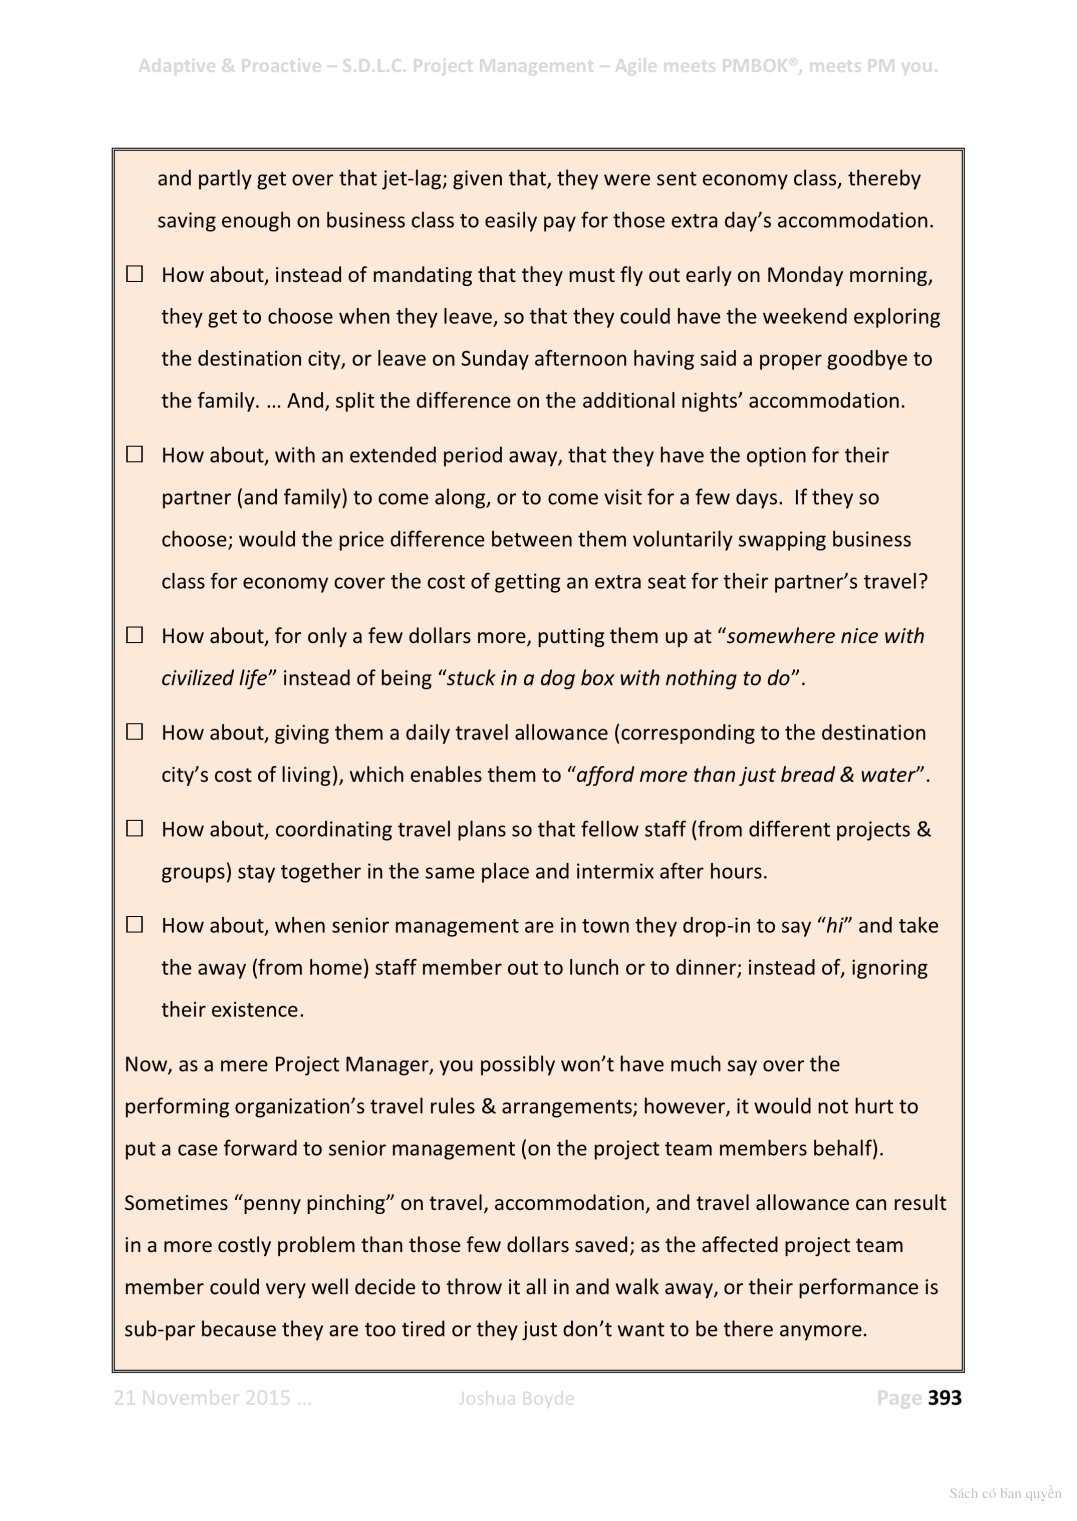 Adaptive & Proactive – S.D.L.C. Project Management – Agile meets PMBOK®, meets PM you.
and partly get over that jet-lag; given that, they were sent economy class, thereby
saving enough on business class to easily pay for those extra day’s accommodation.
☐ How about, instead of mandating that they must fly out early on Monday morning,
they get to choose when they leave, so that they could have the weekend exploring
the destination city, or leave on Sunday afternoon having said a proper goodbye to
the family. … And, split the difference on the additional nights’ accommodation.
☐ How about, with an extended period away, that they have the option for their
partner (and family) to come along, or to come visit for a few days.  If they so
choose; would the price difference between them voluntarily swapping business
class for economy cover the cost of getting an extra seat for their partner’s travel?
☐ How about, for only a few dollars more, putting them up at “somewhere nice with
civilized life” instead of being “stuck in a dog box with nothing to do”.
☐ How about, giving them a daily travel allowance (corresponding to the destination
city’s cost of living), which enables them to “afford more than just bread & water”.
☐ How about, coordinating travel plans so that fellow staff (from different projects &
groups) stay together in the same place and intermix after hours.
☐ How about, when senior management are in town they drop-in to say “hi” and take
the away (from home) staff member out to lunch or to dinner; instead of, ignoring
their existence.
Now, as a mere Project Manager, you possibly won’t have much say over the
performing organization’s travel rules & arrangements; however, it would not hurt to
put a case forward to senior management (on the project team members behalf).
Sometimes “penny pinching” on travel, accommodation, and travel allowance can result
in a more costly problem than those few dollars saved; as the affected project team
member could very well decide to throw it all in and walk away, or their performance is
sub-par because they are too tired or they just don’t want to be there anymore.
21 November 2015 … Joshua Boyde Page 393
Sách có bản quyền